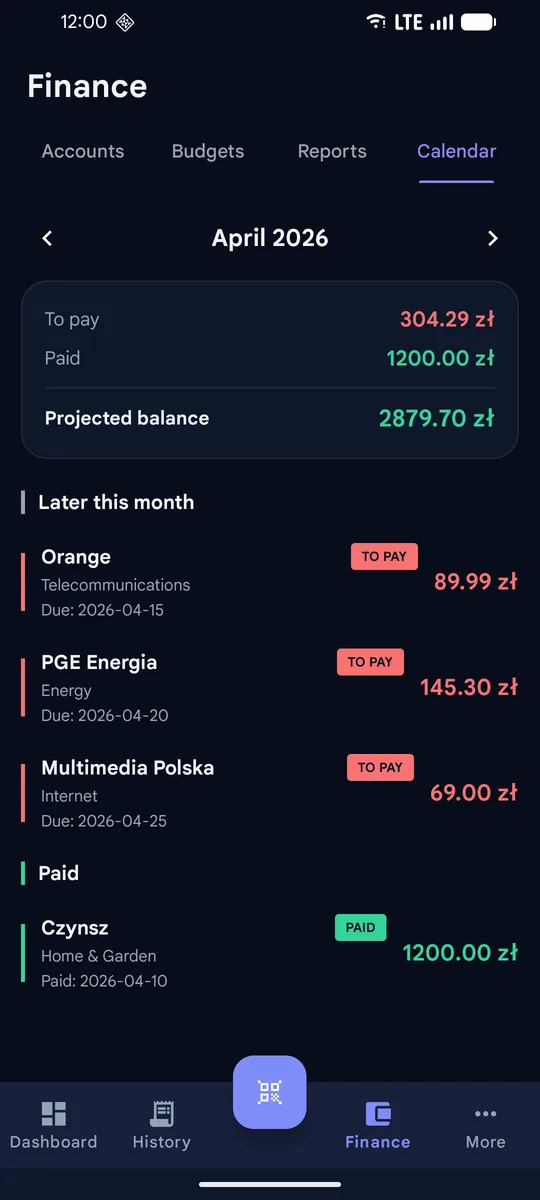 12:00 LTE
Finance
Accounts Budgets Reports Calendar
April 2026
To pay 304.29 zł
Paid 1200.00 zł
Projected balance 2879.70 zł
Later this month
Orange TO PAY
Telecommunications 89.99 zł
Due: 2026-04-15
PGE Energia TO PAY
Energy 145.30 zł
Due: 2026-04-20
Multimedia Polska TO PAY
Internet 69.00 zł
Due: 2026-04-25
Paid
Czynsz PAID
Home & Garden 1200.00 zł
Paid: 2026-04-10
Dashboard History Finance More